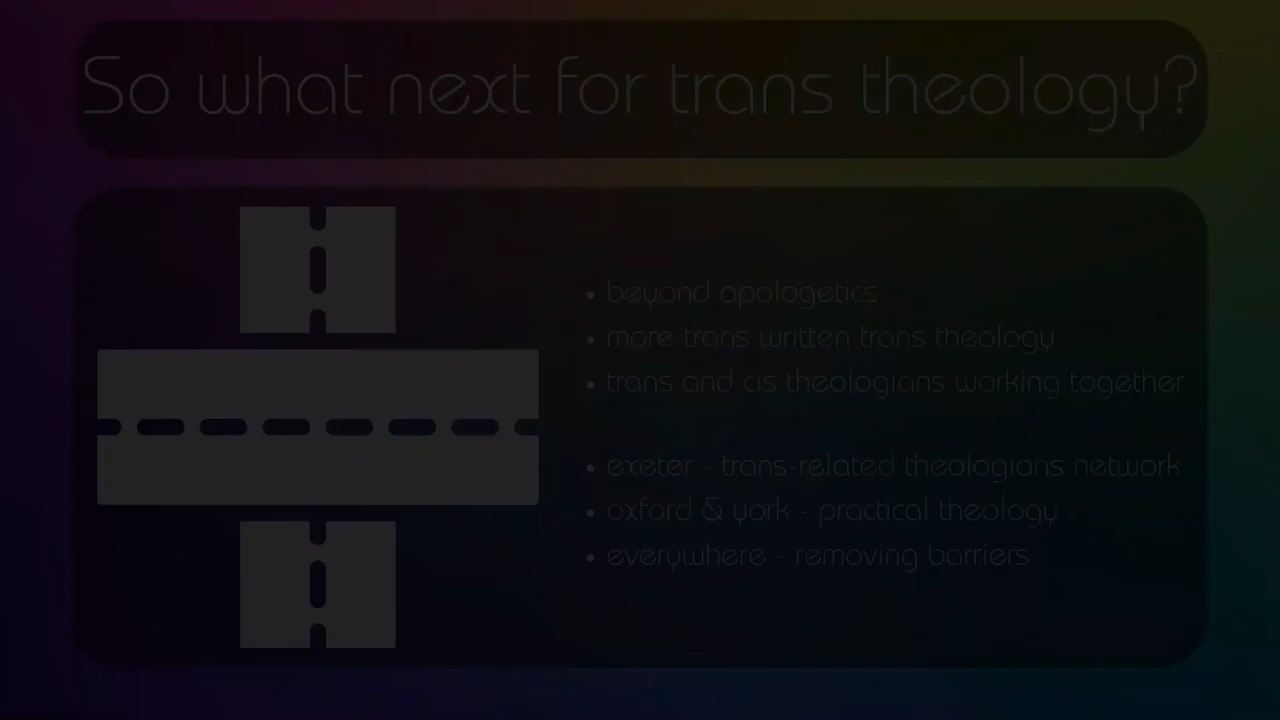 So what next for trans theology?
• beyond apologetics
• more trans written trans theology
• trans and cis theologians working together
• exeter - trans-related theologians network
• oxford & york - practical theology
• everywhere - removing barriers